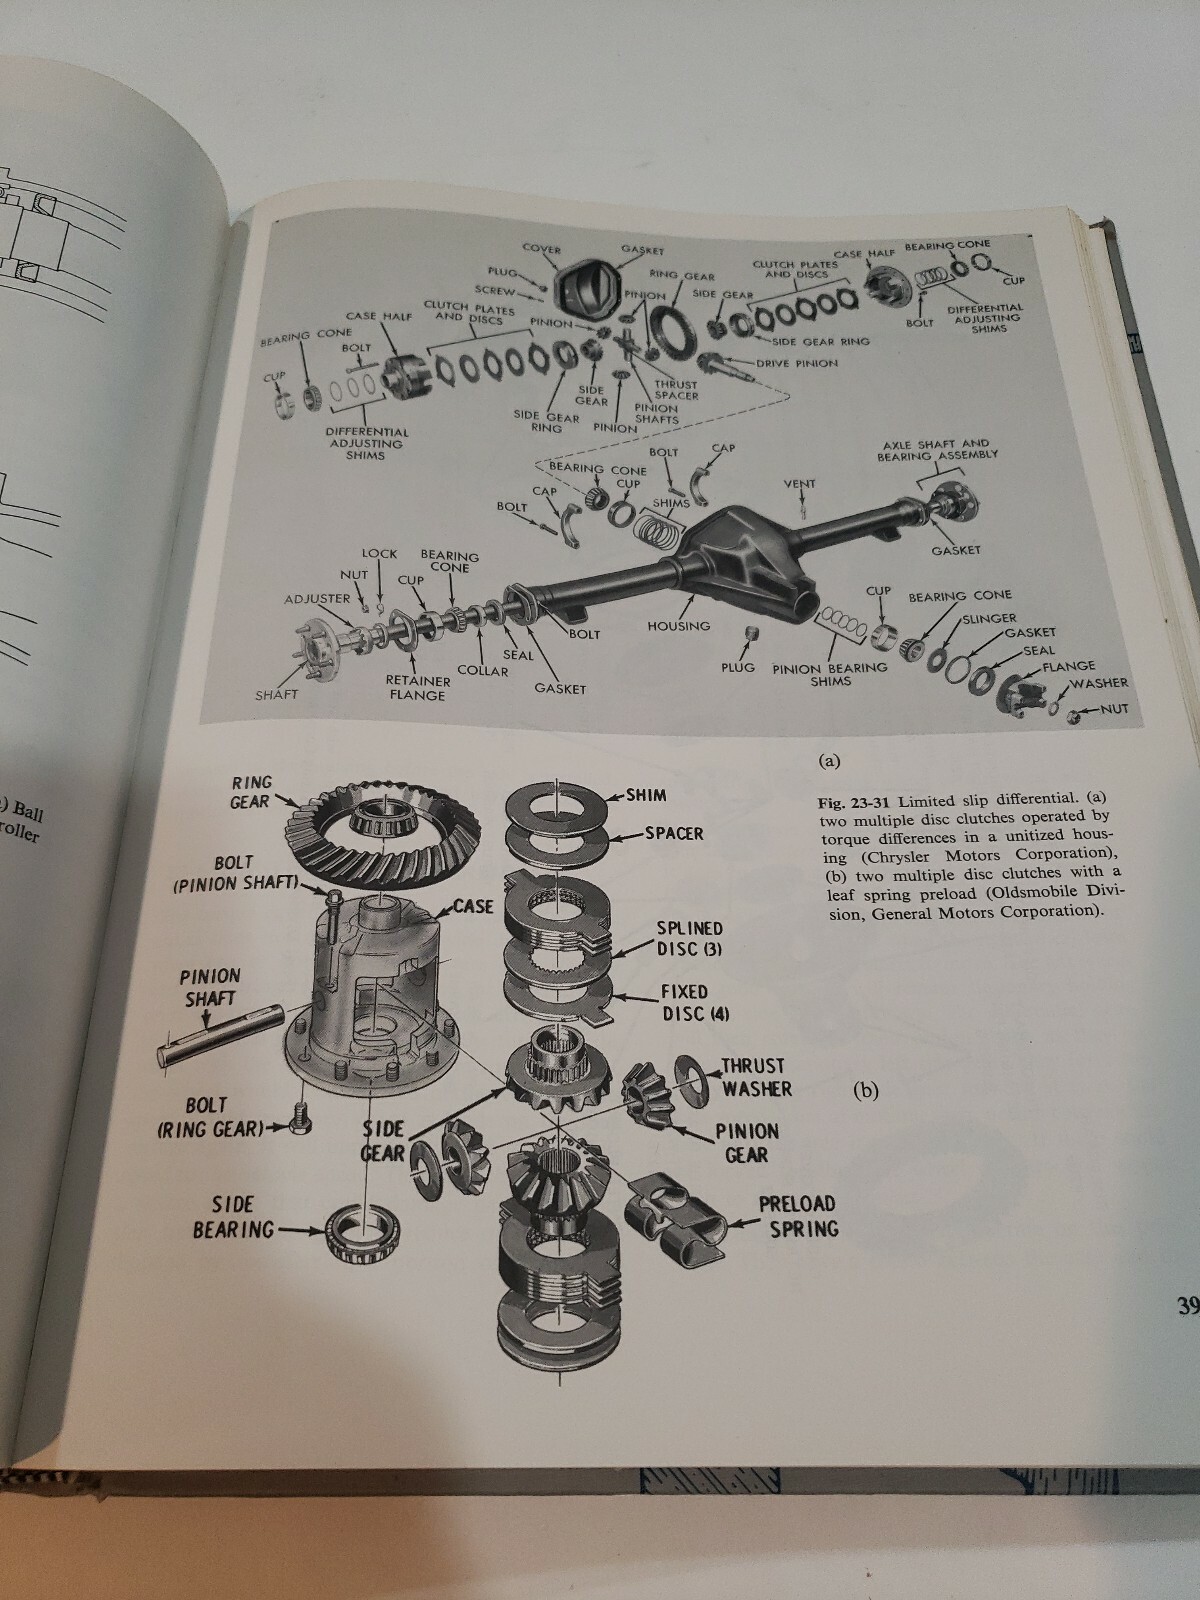 ) Ball
roller
COVER
GASKET
PLUG
SCREW
PINION
RING GEAR
SIDE GEAR
CLUTCH PLATES
AND DISCS
CASE HALF
BEARING CONE
CUP
BOLT
DIFFERENTIAL
ADJUSTING
SHIMS
SIDE GEAR RING
DRIVE PINION
CLUTCH PLATES
AND DISCS
PINION
CASE HALF
BEARING CONE
BOLT
CUP
DIFFERENTIAL
ADJUSTING
SHIMS
SIDE GEAR
RING
SIDE
GEAR
PINION
THRUST
SPACER
PINION
SHAFTS
BEARING CONE
CUP
BOLT
CAP
SHIMS
CAP
BOLT
VENT
AXLE SHAFT AND
BEARING ASSEMBLY
GASKET
LOCK
NUT
BEARING
CONE
CUP
ADJUSTER
SHAFT
RETAINER
FLANGE
COLLAR
SEAL
GASKET
BOLT
HOUSING
PLUG
PINION BEARING
SHIMS
CUP
BEARING CONE
SLINGER
GASKET
SEAL
FLANGE
WASHER
NUT
(a)
Fig. 23-31 Limited slip differential. (a)
two multiple disc clutches operated by
torque differences in a unitized hous-
ing (Chrysler Motors Corporation),
(b) two multiple disc clutches with a
leaf spring preload (Oldsmobile Divi-
sion, General Motors Corporation).
RING
GEAR
BOLT
(PINION SHAFT)
CASE
PINION
SHAFT
BOLT
(RING GEAR)
SIDE
GEAR
SIDE
BEARING
SHIM
SPACER
SPLINED
DISC (3)
FIXED
DISC (4)
THRUST
WASHER
PINION
GEAR
PRELOAD
SPRING
(b)
39